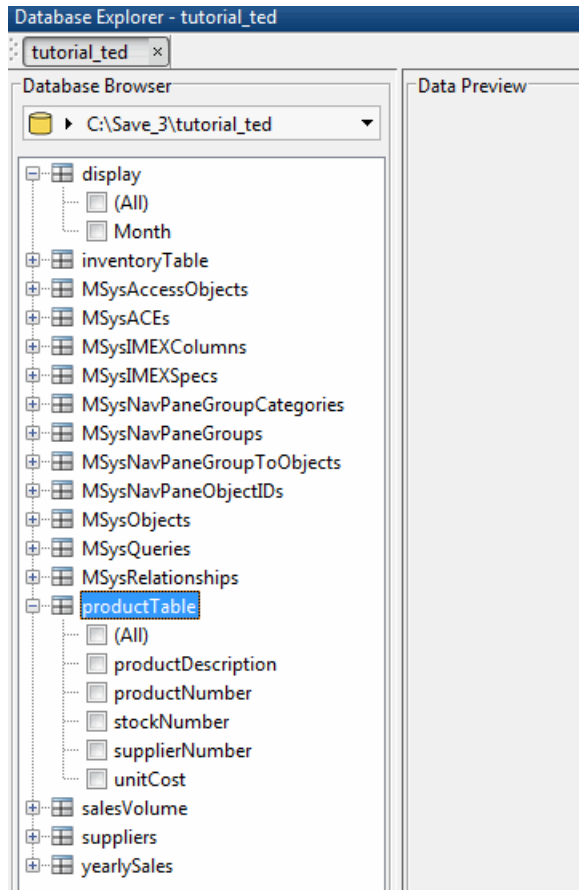 Database Explorer - tutorial_ted
tutorial_ted
Database Browser
Data Preview
C:\Save_3\tutorial_ted
display
(All)
Month
inventoryTable
MSysAccessObjects
MSysACEs
MSysIMEXColumns
MSysIMEXSpecs
MSysNavPaneGroupCategories
MSysNavPaneGroups
MSysNavPaneGroupToObjects
MSysNavPaneObjectIDs
MSysObjects
MSysQueries
MSysRelationships
productTable
(All)
productDescription
productNumber
stockNumber
supplierNumber
unitCost
salesVolume
suppliers
yearlySales